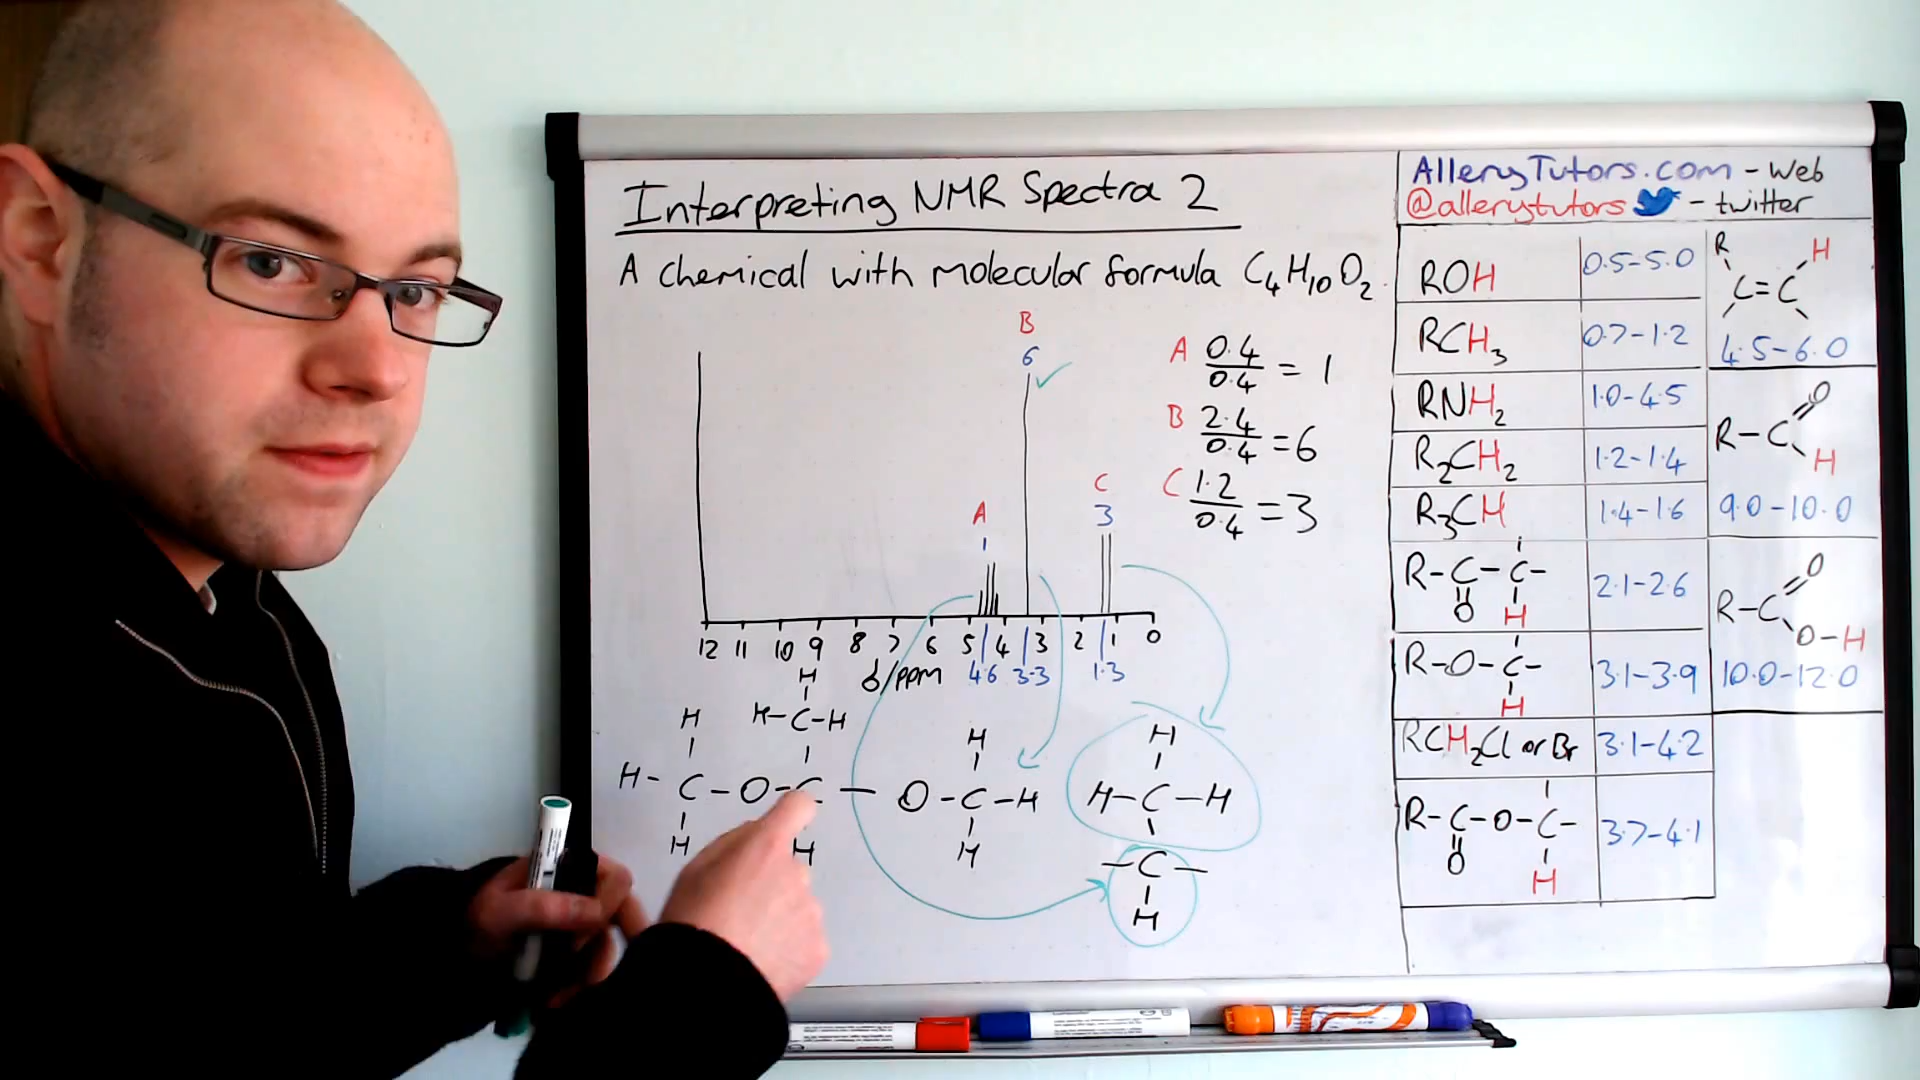 Interpreting NMR Spectra 2
A chemical with molecular formula C4H10O2.
B
6
A 0.4
0.4 = 1
B 2.4
0.4 = 6
C 1.2
0.4 = 3
C
3
A
1
12 11 10 9 8 7 6 5 4 3 2 1 0
δ/ppm 4.6 3.3 1.3
H
H H-C-H
H- C-O-C — O-C-H
H H
H
H
H
H-C-H
-C-
H
AlleryTutors.com - Web
@allerytutors - twitter
ROH 0.5-5.0
RCH3 0.7-1.2
RNH2 1.0-4.5
R2CH2 1.2-1.4
R3CH 1.4-1.6
R-C-C-
O H
2.1-2.6
R-O-C-
H
3.1-3.9
RCH2Cl or Br 3.1-4.2
R-C-O-C-
O H
3.7-4.1
R H
C=C
4.5-6.0
O
R-C
H
9.0-10.0
O
R-C
O-H
10.0-12.0